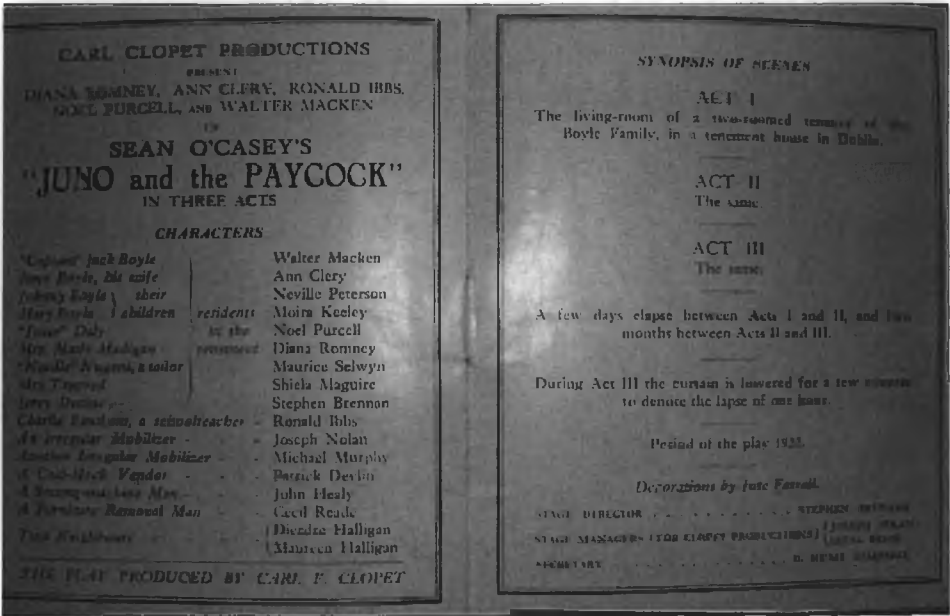 CARL CLOPET PRODUCTIONS
PRESENT
DIANA ROMNEY, ANN CLERY, RONALD IBBS,
NOEL PURCELL, AND WALTER MACKEN
IN
SEAN O'CASEY'S
"JUNO and the PAYCOCK"
IN THREE ACTS
CHARACTERS
"Captain" Jack Boyle Walter Macken
Juno Boyle, his wife Ann Clery
Johnny Boyle their Neville Peterson
Mary Boyle children residents Moira Keeley
"Joxer" Daly in the Noel Purcell
Mrs. Maisie Madigan tenement Diana Romney
"Needle" Nugent, a tailor Maurice Selwyn
Mrs. Tancred Shiela Maguire
Jerry Devine Stephen Brennan
Charlie Bentham, a schoolteacher - Ronald Ibbs
An Irregular Mobilizer - - Joseph Nolan
Another Irregular Mobilizer - Michael Murphy
A Coal-Block Vendor - - - Patrick Devlin
A Sewing-machine Man - - John Healy
A Furniture Removal Man - - Cecil Reade
Two Neighbours - - Dierdre Halligan
Maureen Halligan
THE PLAY PRODUCED BY CARL F. CLOPET
SYNOPSIS OF SCENES
ACT I
The living-room of a two-roomed of the
Boyle Family, in a tenement house in Dublin.
ACT II
The same.
ACT III
The same.
A few days elapse between Acts I and II, and two
months between Acts II and III.
During Act III the curtain is lowered for a few minutes
to denote the lapse of one hour.
Period of the play 1922.
Decorations by
STAGE DIRECTOR . . . . . . . . . . STEPHEN
STAGE MANAGERS (FOR CLOPET PRODUCTIONS)
SECRETARY . . . . . . . . . .